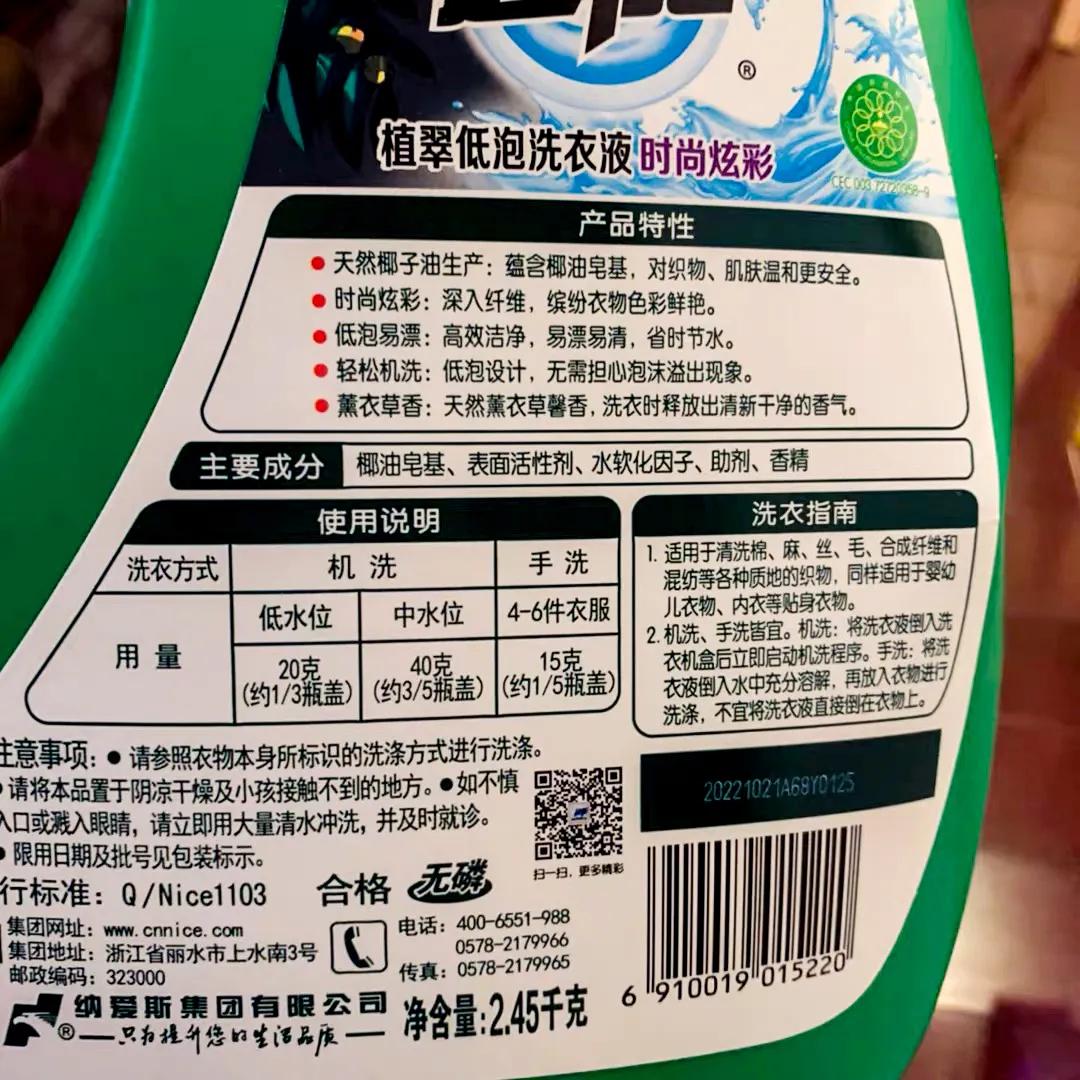 ®
植翠低泡洗衣液 时尚炫彩
产品特性
● 天然椰子油生产：蕴含椰油皂基，对织物、肌肤温和更安全。
● 时尚炫彩：深入纤维，缤纷衣物色彩鲜艳。
● 低泡易漂：高效洁净，易漂易清，省时节水。
● 轻松机洗：低泡设计，无需担心泡沫溢出现象。
● 薰衣草香：天然薰衣草馨香，洗衣时释放出清新干净的香气。
主要成分 椰油皂基、表面活性剂、水软化因子、助剂、香精
使用说明
洗衣方式 机 洗 手 洗
用 量 低水位 中水位 4-6件衣服
20克 40克 15克
(约1/3瓶盖) (约3/5瓶盖) (约1/5瓶盖)
洗衣指南
1. 适用于清洗棉、麻、丝、毛、合成纤维和
混纺等各种质地的织物，同样适用于婴幼
儿衣物、内衣等贴身衣物。
2. 机洗、手洗皆宜。机洗：将洗衣液倒入洗
衣机盒后立即启动机洗程序。手洗：将洗
衣液倒入水中充分溶解，再放入衣物进行
洗涤，不宜将洗衣液直接倒在衣物上。
注意事项：● 请参照衣物本身所标识的洗涤方式进行洗涤。
● 请将本品置于阴凉干燥及小孩接触不到的地方。● 如不慎
入口或溅入眼睛，请立即用大量清水冲洗，并及时就诊。
● 限用日期及批号见包装标示。
扫一扫，更多精彩
20221021A68Y0125
行标准：Q/Nice1103 合格 无磷
集团网址：www.cnnice.com
集团地址：浙江省丽水市上水南3号
邮政编码：323000
电话：400-6551-988
0578-2179966
传真：0578-2179965
6 910019 015220
纳爱斯集团有限公司
® —只为提升您的生活品质—
净含量：2.45千克